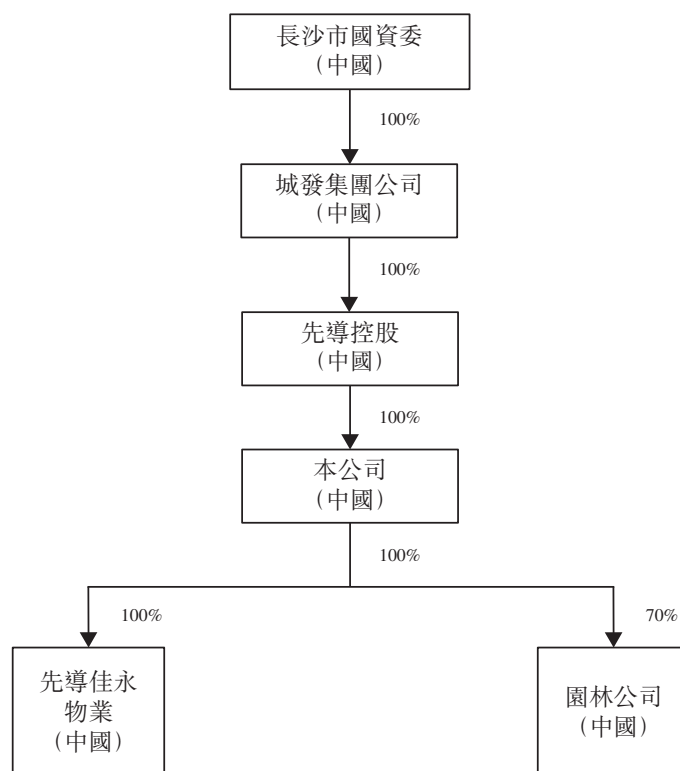 長沙市國資委
（中國）
100%
城發集團公司
（中國）
100%
先導控股
（中國）
100%
本公司
（中國）
100%
100%
70%
先導佳永
物業
（中國）
園林公司
（中國）